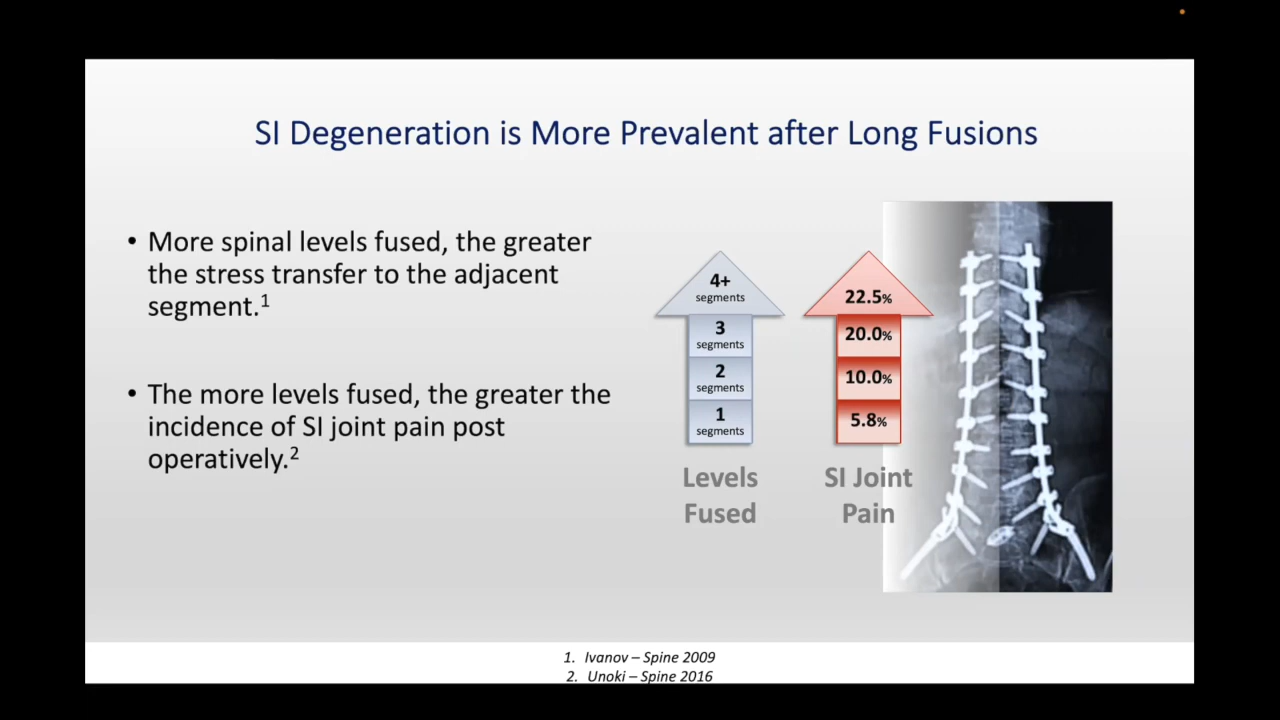 SI Degeneration is More Prevalent after Long Fusions
• More spinal levels fused, the greater
the stress transfer to the adjacent
segment.1
• The more levels fused, the greater the
incidence of SI joint pain post
operatively.2
4+
segments
3
segments
2
segments
1
segments
Levels
Fused
22.5%
20.0%
10.0%
5.8%
SI Joint
Pain
1. Ivanov – Spine 2009
2. Unoki – Spine 2016